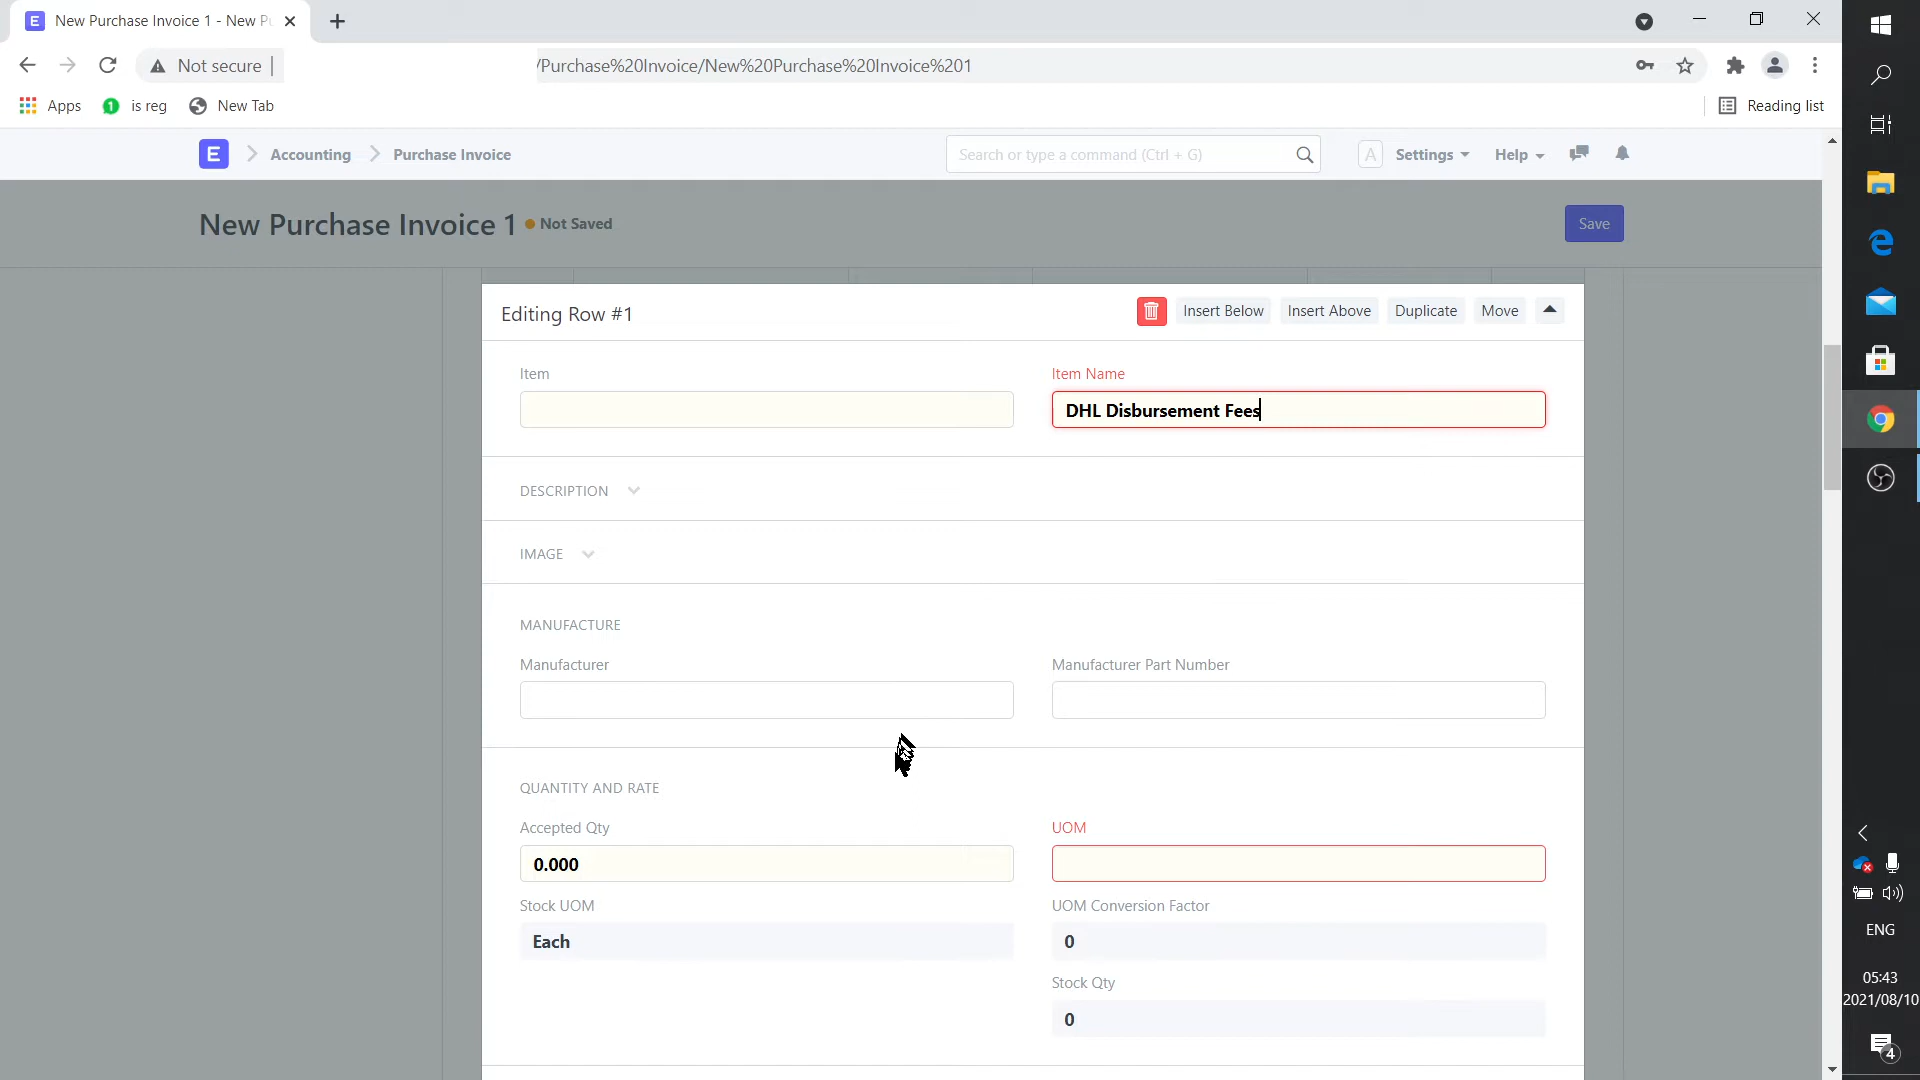 E New Purchase Invoice 1 - New P
Not secure | /Purchase%20Invoice/New%20Purchase%20Invoice%201
Apps 1 is reg New Tab Reading list
E Accounting Purchase Invoice Search or type a command (Ctrl + G) A Settings Help
New Purchase Invoice 1 Not Saved Save
Editing Row #1 Insert Below Insert Above Duplicate Move
Item Item Name
DHL Disbursement Fees
DESCRIPTION
IMAGE
MANUFACTURE
Manufacturer Manufacturer Part Number
QUANTITY AND RATE
Accepted Qty UOM
0.000
Stock UOM UOM Conversion Factor
Each 0
Stock Qty
0
ENG
05:43
2021/08/10
4